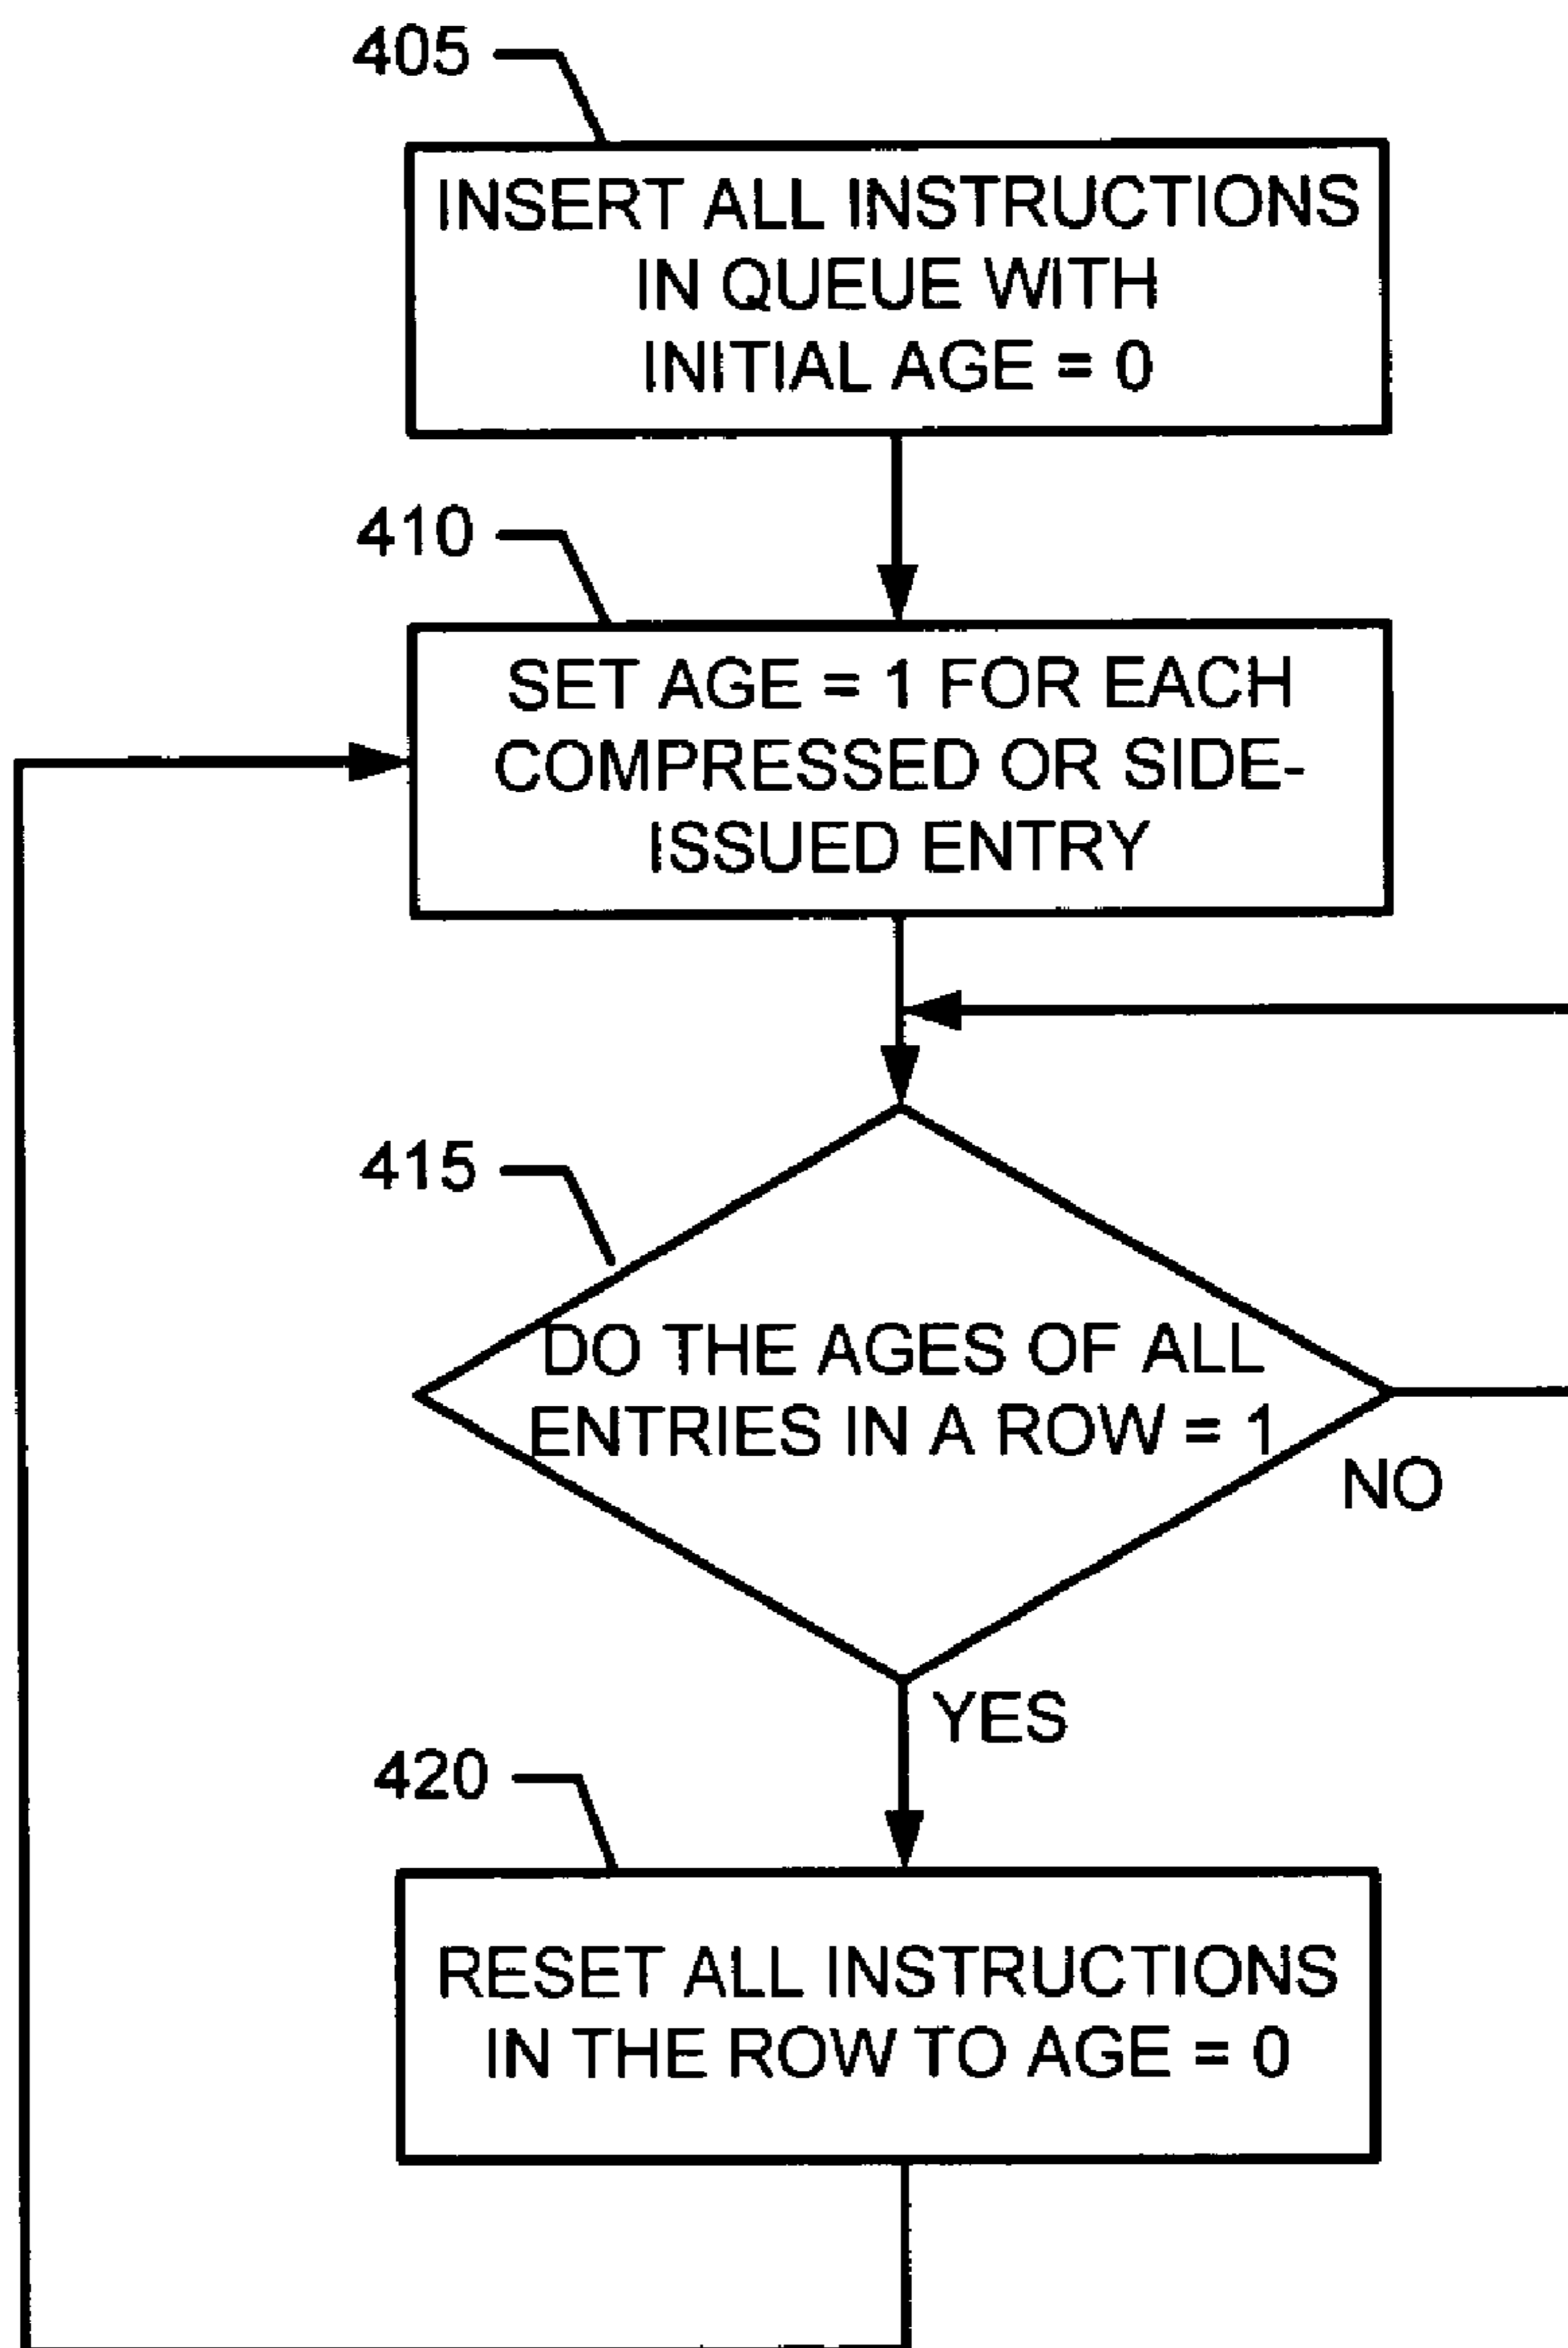 405
INSERT ALL INSTRUCTIONS
IN QUEUE WITH
INITIAL AGE = 0
410
SET AGE = 1 FOR EACH
COMPRESSED OR SIDE-
ISSUED ENTRY
415
DO THE AGES OF ALL
ENTRIES IN A ROW = 1
NO
YES
420
RESET ALL INSTRUCTIONS
IN THE ROW TO AGE = 0